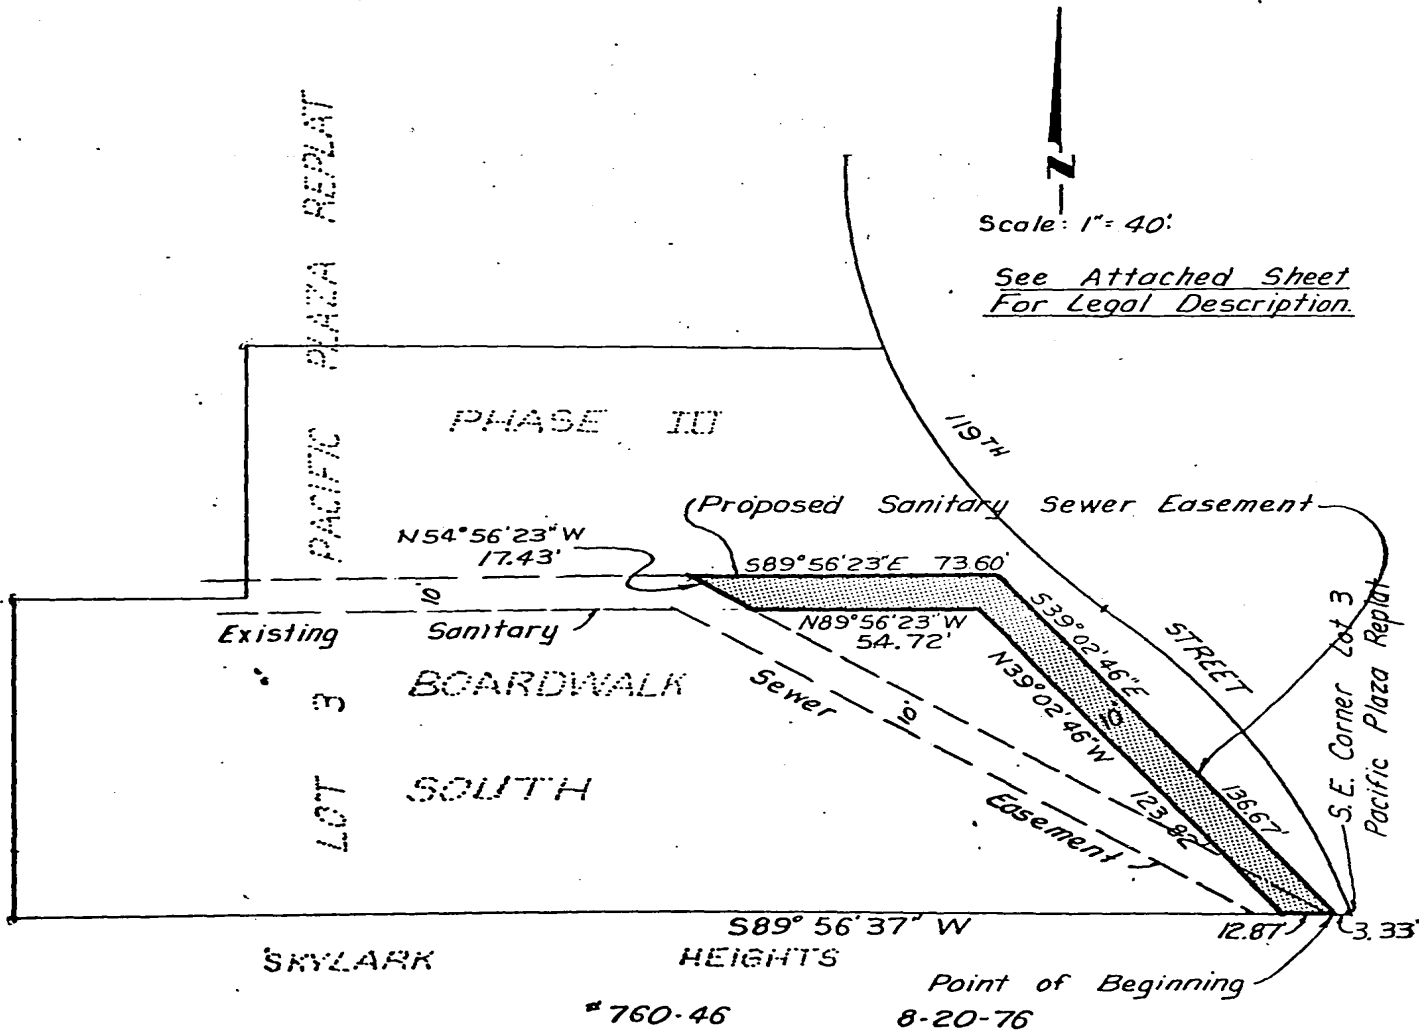 N
Scale: 1"= 40'.
See Attached Sheet
For Legal Description.
LOT 3 PACIFIC PLAZA REPLAT
PHASE III
119TH
STREET
Proposed Sanitary Sewer Easement
N54°56'23"W
17.43'
S89°56'23"E 73.60'
10'
Existing Sanitary
N89°56'23"W
54.72'
S39°02'46"E
136.67'
10'
N39°02'46"W
123.82'
BOARDWALK
SOUTH
Sewer
10'
Easement
S.E. Corner Lot 3
Pacific Plaza Replat
S89°56'37"W
12.87'
3.33'
SKYLARK HEIGHTS
Point of Beginning
#760-46 8-20-76